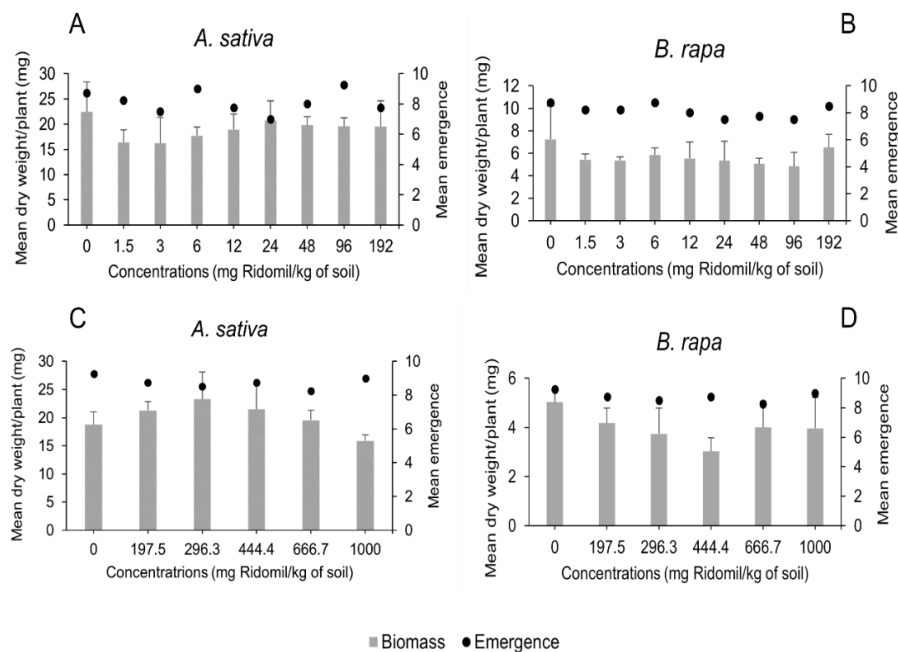 A
A. sativa
Mean dry weight/plant (mg)
30
25
20
15
10
5
0
10
8
6
4
2
0
Mean emergence
0 1.5 3 6 12 24 48 96 192
Concentrations (mg Ridomil/kg of soil)
B
B. rapa
Mean dry weight/plant (mg)
12
10
8
6
4
2
0
10
8
6
4
2
0
Mean emergence
0 1.5 3 6 12 24 48 96 192
Concentrations (mg Ridomil/kg of soil)
C
A. sativa
Mean dry weight/plant (mg)
30
25
20
15
10
5
0
10
8
6
4
2
0
Mean emergence
0 197.5 296.3 444.4 666.7 1000
Concentratrions (mg Ridomil/kg of soil)
D
B. rapa
Mean dry weight/plant (mg)
6
4
2
0
10
8
6
4
2
0
Mean emergence
0 197.5 296.3 444.4 666.7 1000
Concentrations (mg Ridomil/kg of soil)
Biomass Emergence